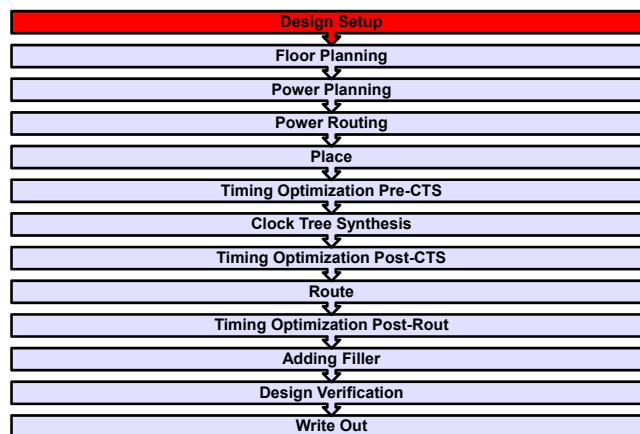 Design Setup
Floor Planning
Power Planning
Power Routing
Place
Timing Optimization Pre-CTS
Clock Tree Synthesis
Timing Optimization Post-CTS
Route
Timing Optimization Post-Rout
Adding Filler
Design Verification
Write Out